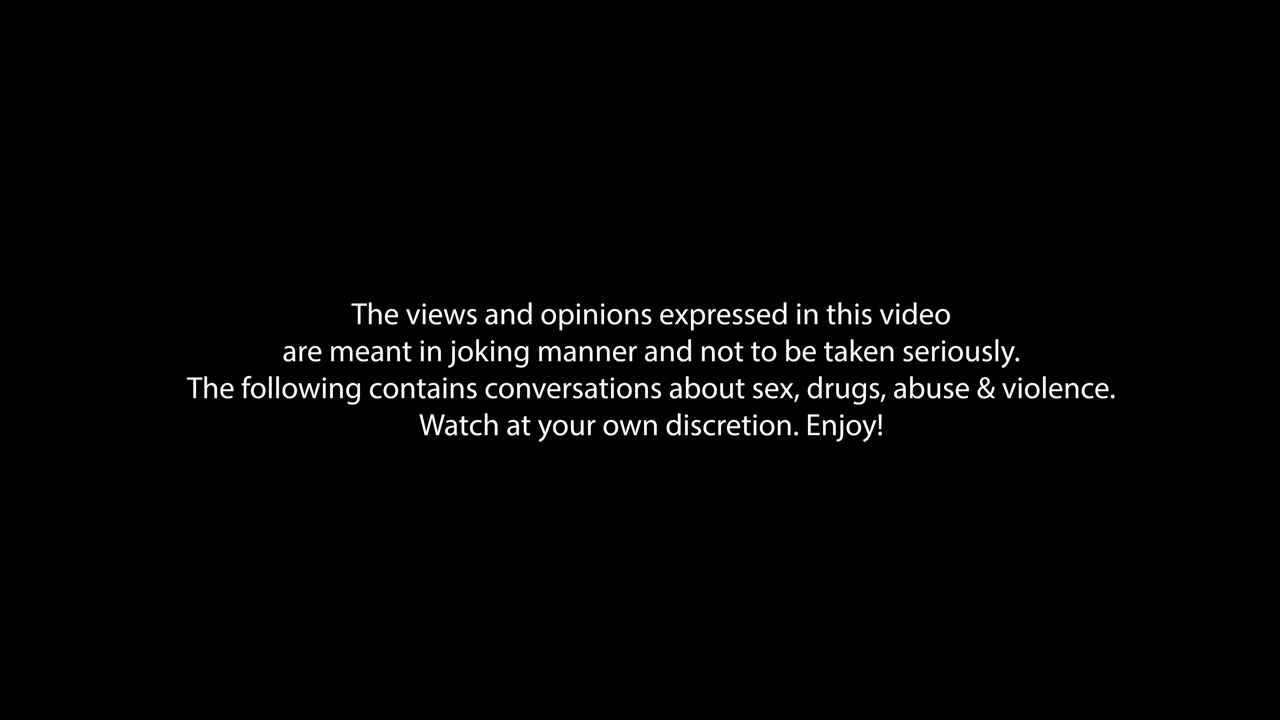 The views and opinions expressed in this video
are meant in joking manner and not to be taken seriously.
The following contains conversations about sex, drugs, abuse & violence.
Watch at your own discretion. Enjoy!